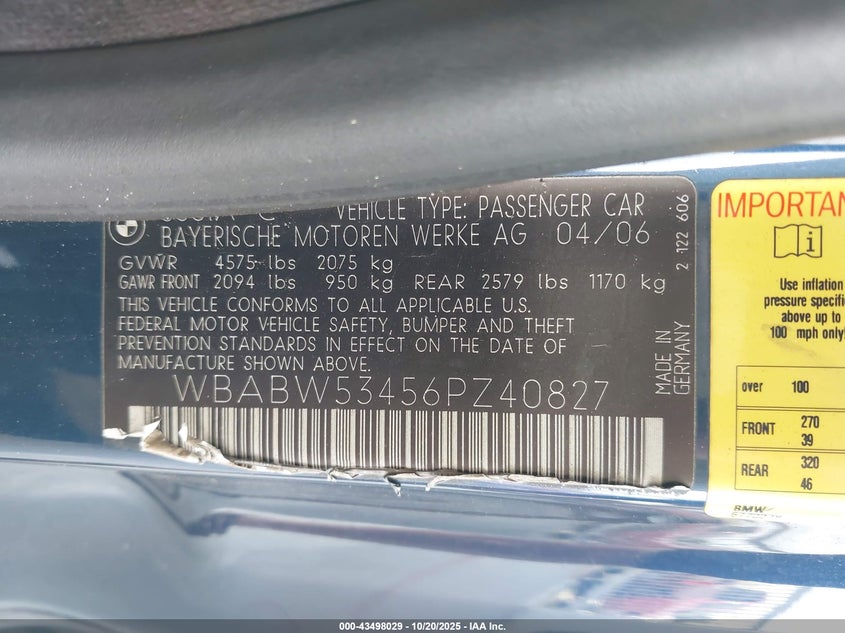 VEHICLE TYPE: PASSENGER CAR
BAYERISCHE MOTOREN WERKE AG 04/06
GVWR 4575 lbs 2075 kg
GAWR FRONT 2094 lbs 950 kg REAR 2579 lbs 1170 kg
THIS VEHICLE CONFORMS TO ALL APPLICABLE U.S.
FEDERAL MOTOR VEHICLE SAFETY, BUMPER AND THEFT
PREVENTION STANDARDS IN EFFECT ON THE DATE OF
MANUFACTURE SHOWN ABOVE.
WBABW53456PZ40827
MADE IN
GERMANY
2 122 606
IMPORTAN
Use inflation
pressure specifi
above up to
100 mph only!
over 100
FRONT 270
39
REAR 320
46
BMW
000-43498029 - 10/20/2025 - IAA Inc.